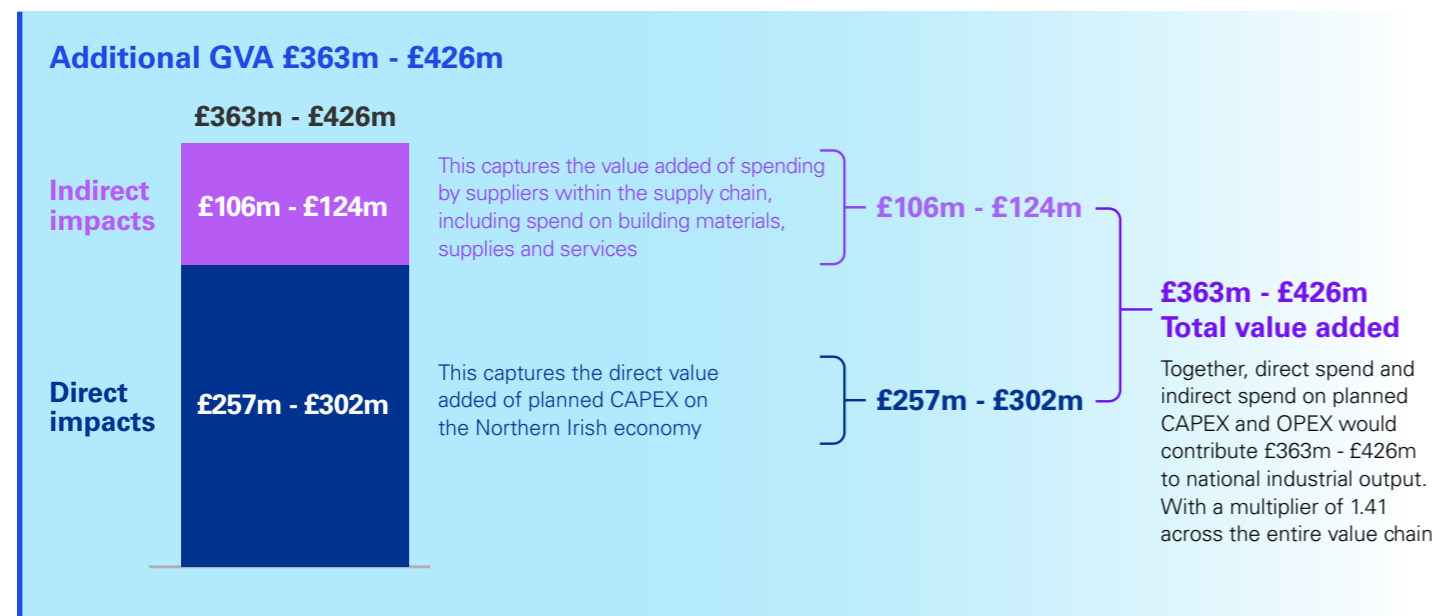 Additional GVA £363m - £426m
£363m - £426m
Indirect
impacts
£106m - £124m
This captures the value added of spending
by suppliers within the supply chain,
including spend on building materials,
supplies and services
£106m - £124m
Direct
impacts
£257m - £302m
This captures the direct value
added of planned CAPEX on
the Northern Irish economy
£257m - £302m
£363m - £426m
Total value added
Together, direct spend and
indirect spend on planned
CAPEX and OPEX would
contribute £363m - £426m
to national industrial output.
With a multiplier of 1.41
across the entire value chain